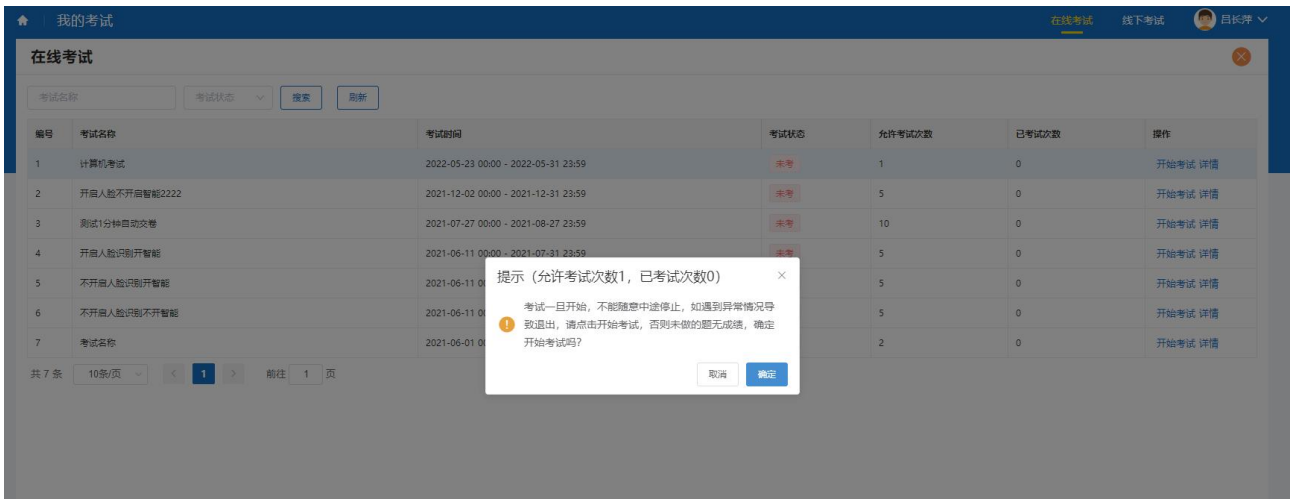 我的考试
在线考试 线下考试 吕长萍
在线考试
考试名称 考试状态 搜索 刷新
编号 考试名称 考试时间 考试状态 允许考试次数 已考试次数 操作
1 计算机考试 2022-05-23 00:00 - 2022-05-31 23:59 未考 1 0 开始考试 详情
2 开启人脸不开启智能2222 2021-12-02 00:00 - 2021-12-31 23:59 未考 5 0 开始考试 详情
3 测试1分钟自动交卷 2021-07-27 00:00 - 2021-08-27 23:59 未考 10 0 开始考试 详情
4 开启人脸识别开智能 2021-06-11 00:00 - 2021-07-31 23:59 未考 5 0 开始考试 详情
5 不开启人脸识别开智能 2021-06-11 5 0 开始考试 详情
6 不开启人脸识别不开智能 2021-06-11 5 0 开始考试 详情
7 考试名称 2021-06-01 2 0 开始考试 详情
提示（允许考试次数1，已考试次数0）
考试一旦开始，不能随意中途停止，如遇到异常情况导
致退出，请点击开始考试，否则未做的题无成绩，确定
开始考试吗？
取消 确定
共 7 条 10条/页 1 前往 1 页